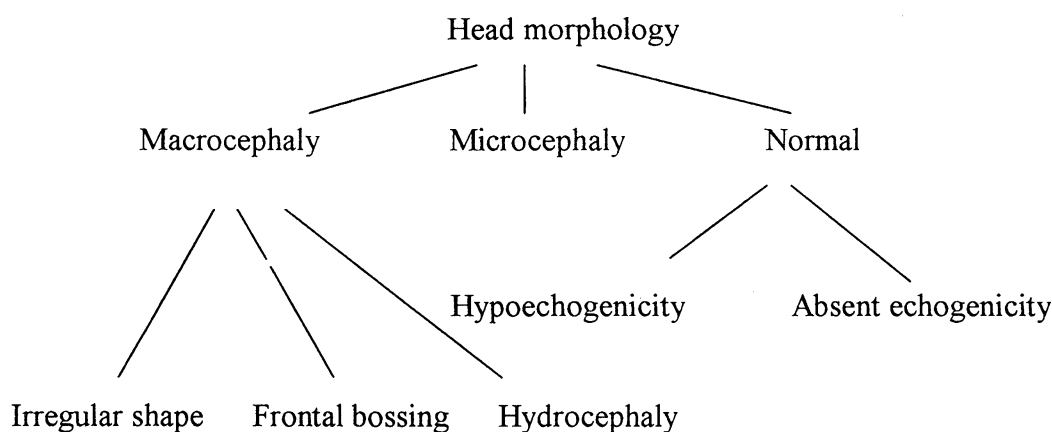 Head morphology
Macrocephaly
Microcephaly
Normal
Hypoechogenicity
Absent echogenicity
Irregular shape
Frontal bossing
Hydrocephaly